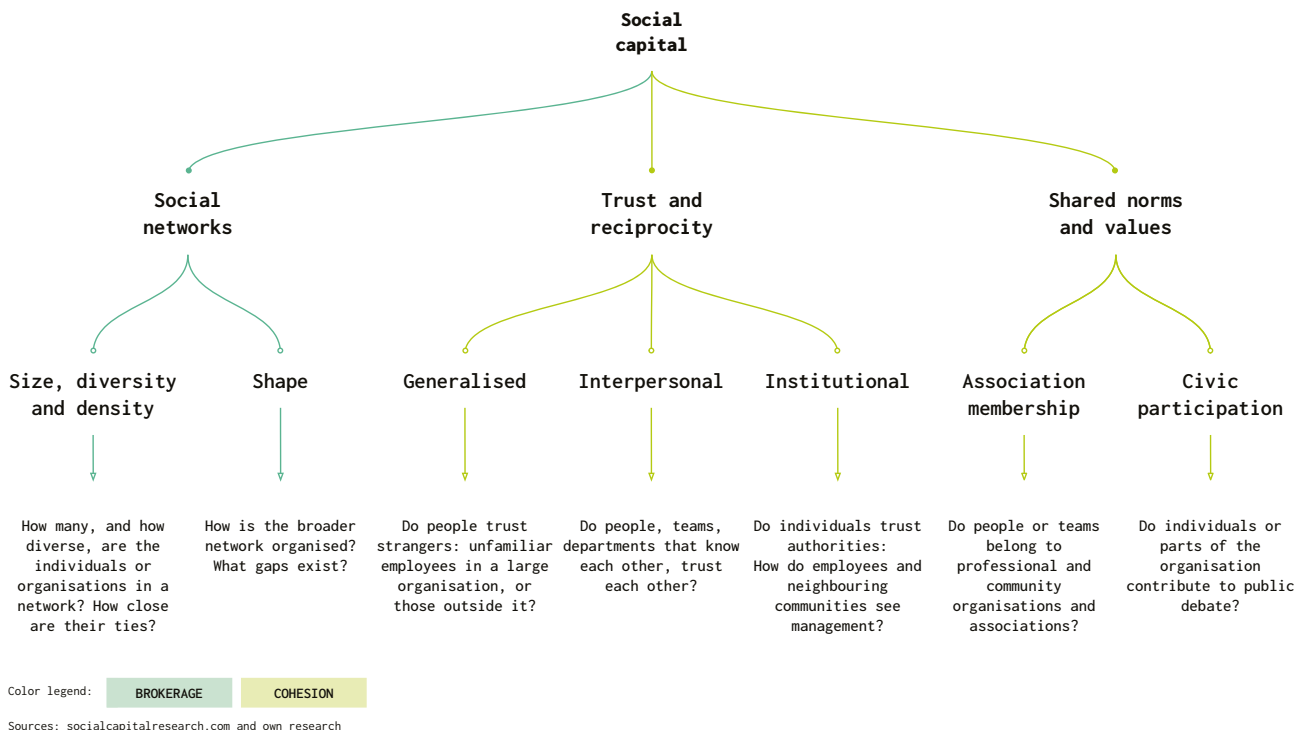 Social
capital
Social
networks
Trust and
reciprocity
Shared norms
and values
Size, diversity
and density
Shape
Generalised
Interpersonal
Institutional
Association
membership
Civic
participation
How many, and how
diverse, are the
individuals or
organisations in a
network? How close
are their ties?
How is the broader
network organised?
What gaps exist?
Do people trust
strangers: unfamiliar
employees in a large
organisation, or
those outside it?
Do people, teams,
departments that know
each other, trust
each other?
Do individuals trust
authorities:
How do employees and
neighbouring
communities see
management?
Do people or teams
belong to
professional and
community
organisations and
associations?
Do individuals or
parts of the
organisation
contribute to public
debate?
Color legend: BROKERAGE COHESION
Sources: socialcapitalresearch.com and own research